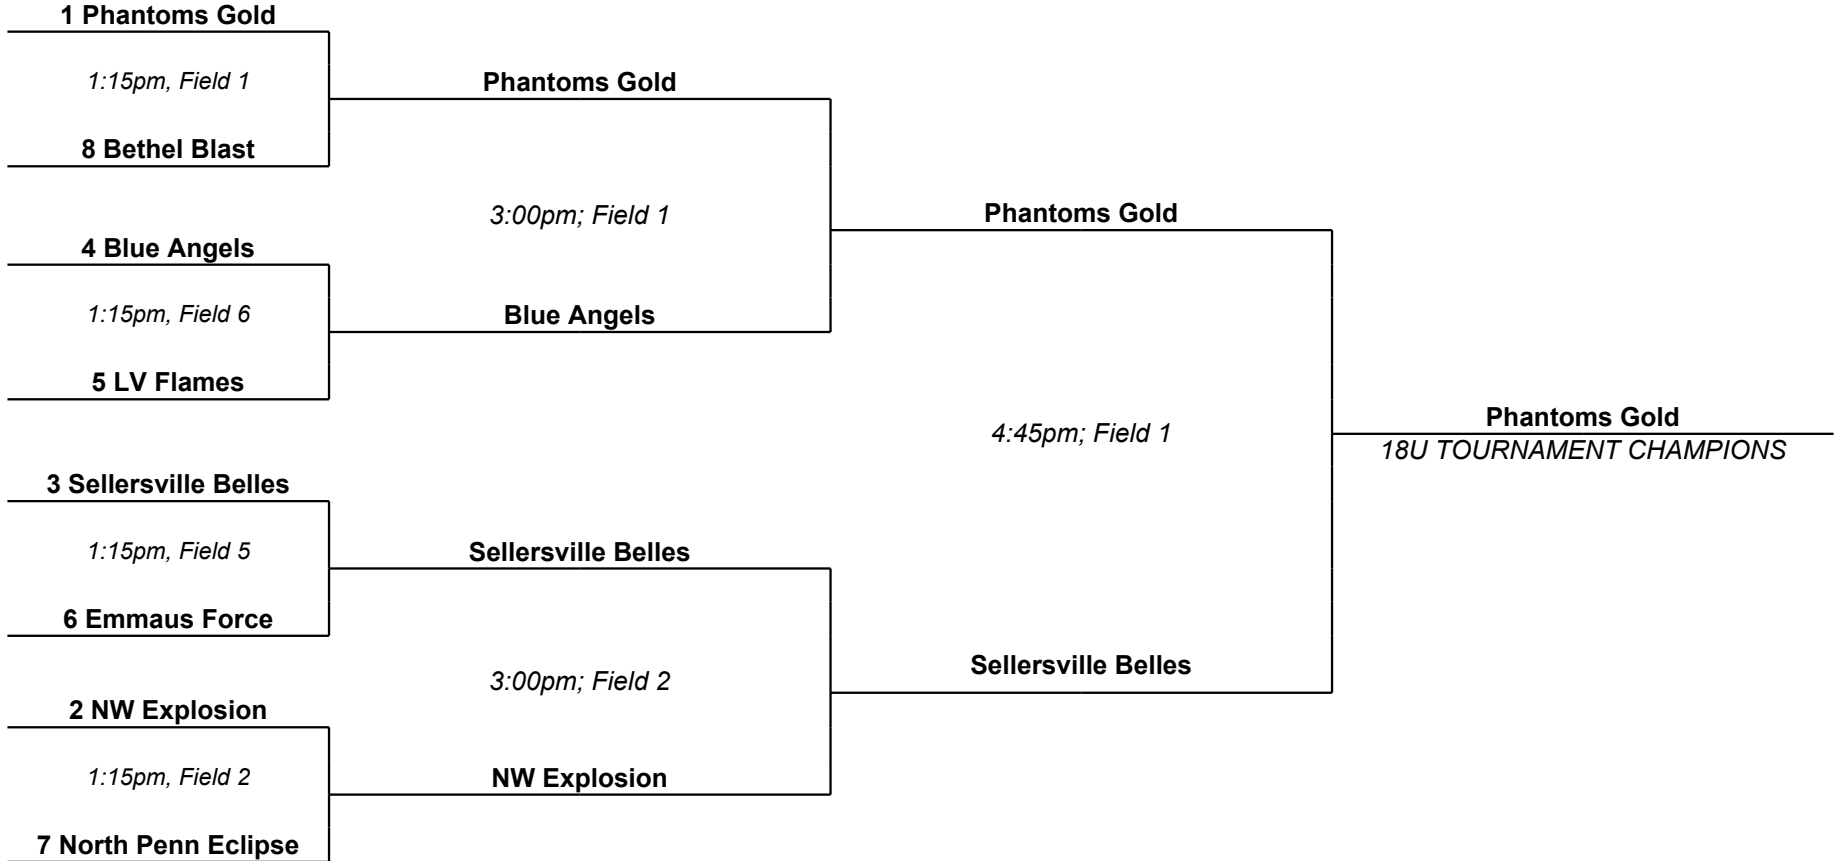 1 Phantoms Gold
1:15pm, Field 1
8 Bethel Blast
4 Blue Angels
1:15pm, Field 6
5 LV Flames
3 Sellersville Belles
1:15pm, Field 5
6 Emmaus Force
2 NW Explosion
1:15pm, Field 2
7 North Penn Eclipse
Phantoms Gold
3:00pm; Field 1
Blue Angels
Sellersville Belles
3:00pm; Field 2
NW Explosion
Phantoms Gold
4:45pm; Field 1
Sellersville Belles
Phantoms Gold
18U TOURNAMENT CHAMPIONS